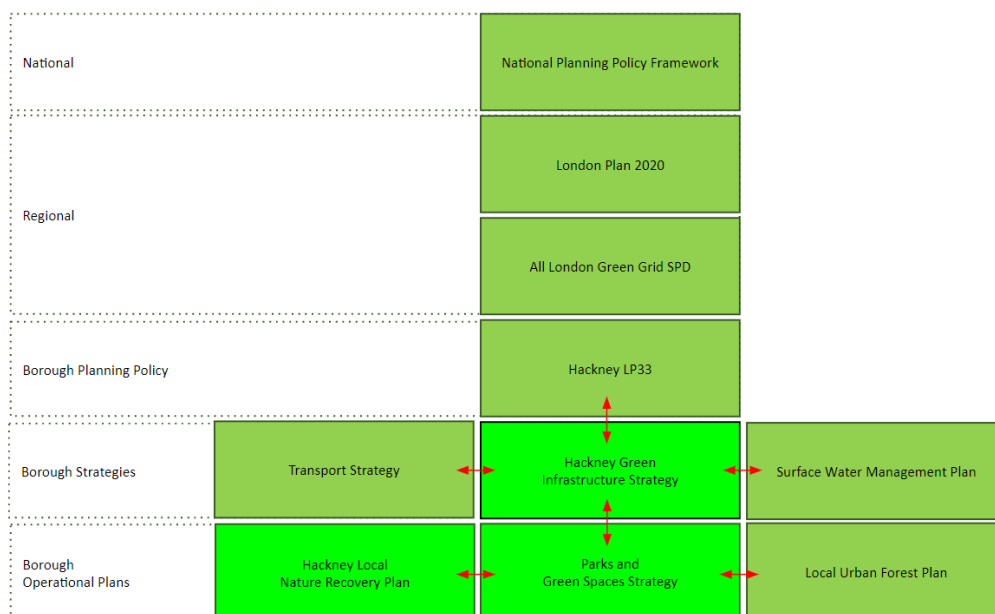 National
National Planning Policy Framework
Regional
London Plan 2020
All London Green Grid SPD
Borough Planning Policy
Hackney LP33
Borough Strategies
Transport Strategy
Hackney Green
Infrastructure Strategy
Surface Water Management Plan
Borough
Operational Plans
Hackney Local
Nature Recovery Plan
Parks and
Green Spaces Strategy
Local Urban Forest Plan